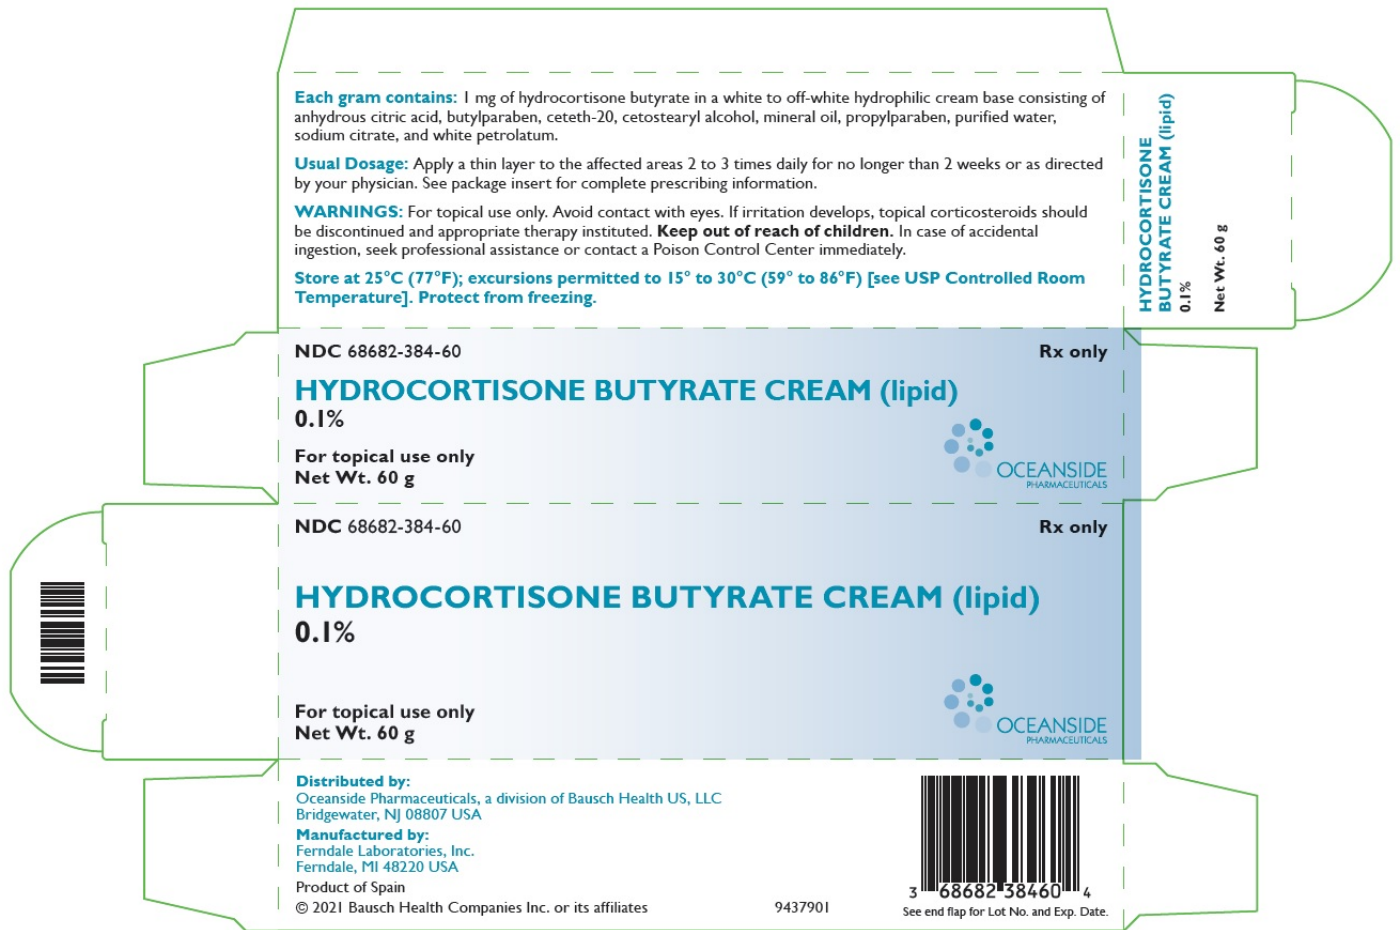 Each gram contains: 1 mg of hydrocortisone butyrate in a white to off-white hydrophilic cream base consisting of
anhydrous citric acid, butylparaben, ceteth-20, cetostearyl alcohol, mineral oil, propylparaben, purified water,
sodium citrate, and white petrolatum.
Usual Dosage: Apply a thin layer to the affected areas 2 to 3 times daily for no longer than 2 weeks or as directed
by your physician. See package insert for complete prescribing information.
WARNINGS: For topical use only. Avoid contact with eyes. If irritation develops, topical corticosteroids should
be discontinued and appropriate therapy instituted. Keep out of reach of children. In case of accidental
ingestion, seek professional assistance or contact a Poison Control Center immediately.
Store at 25°C (77°F); excursions permitted to 15° to 30°C (59° to 86°F) [see USP Controlled Room
Temperature]. Protect from freezing.
HYDROCORTISONE
BUTYRATE CREAM (lipid)
0.1%
Net Wt. 60 g
NDC 68682-384-60
Rx only
HYDROCORTISONE BUTYRATE CREAM (lipid)
0.1%
For topical use only
Net Wt. 60 g
OCEANSIDE
PHARMACEUTICALS
NDC 68682-384-60
Rx only
HYDROCORTISONE BUTYRATE CREAM (lipid)
0.1%
For topical use only
Net Wt. 60 g
OCEANSIDE
PHARMACEUTICALS
Distributed by:
Oceanside Pharmaceuticals, a division of Bausch Health US, LLC
Bridgewater, NJ 08807 USA
Manufactured by:
Ferndale Laboratories, Inc.
Ferndale, MI 48220 USA
Product of Spain
© 2021 Bausch Health Companies Inc. or its affiliates
9437901
3 68682 38460 4
See end flap for Lot No. and Exp. Date.